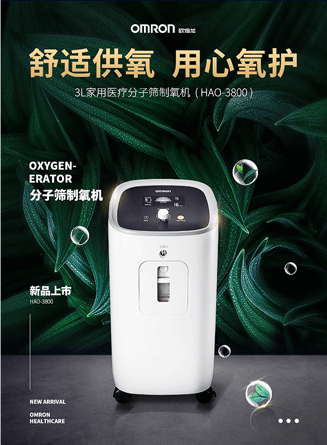 OMRON 欧姆龙
舒适供氧 用心氧护
3L家用医疗分子筛制氧机（HAO-3800）
OXYGEN-
ERATOR
分子筛制氧机
OMRON
新品上市
HAO-3800
NEW ARRIVAL
OMRON
HEALTHCARE